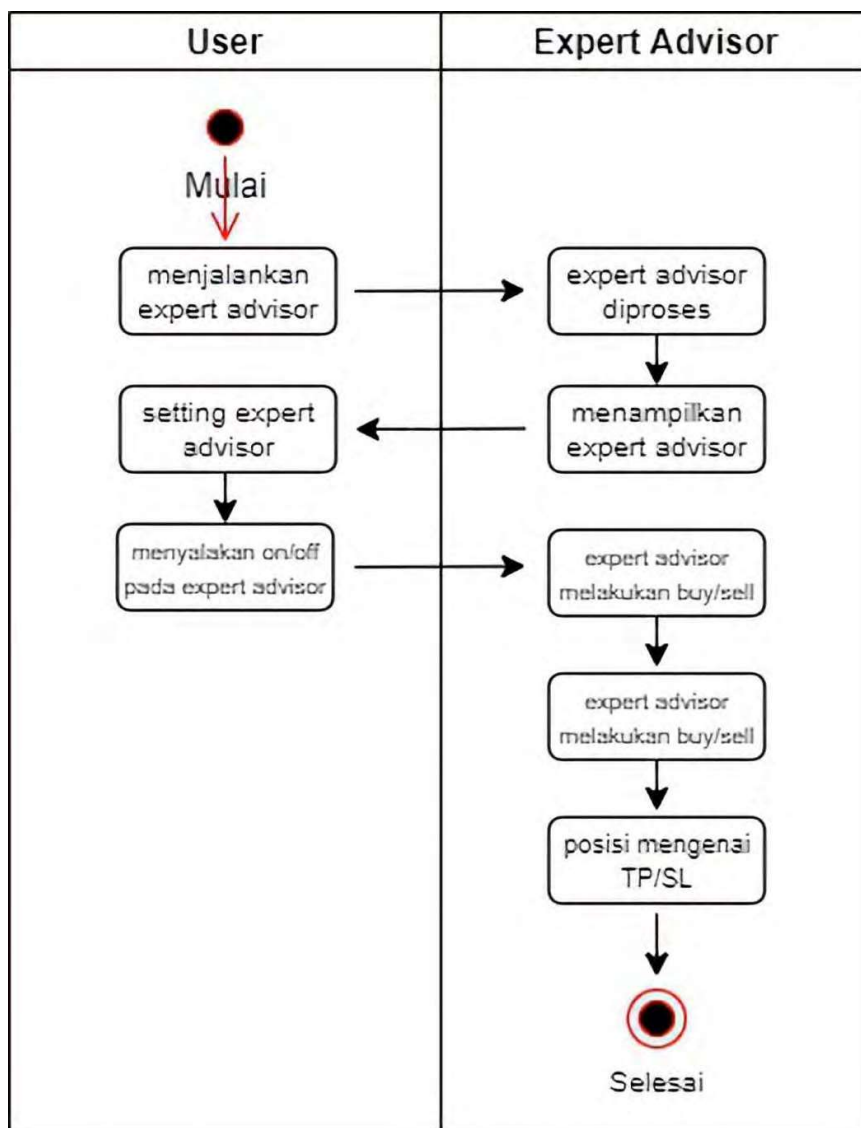 User
Expert Advisor
Mulai
menjalankan
expert advisor
expert advisor
diproses
setting expert
advisor
menampilkan
expert advisor
menyalakan on/off
pada expert advisor
expert advisor
melakukan buy/sell
expert advisor
melakukan buy/sell
posisi mengenai
TP/SL
Selesai